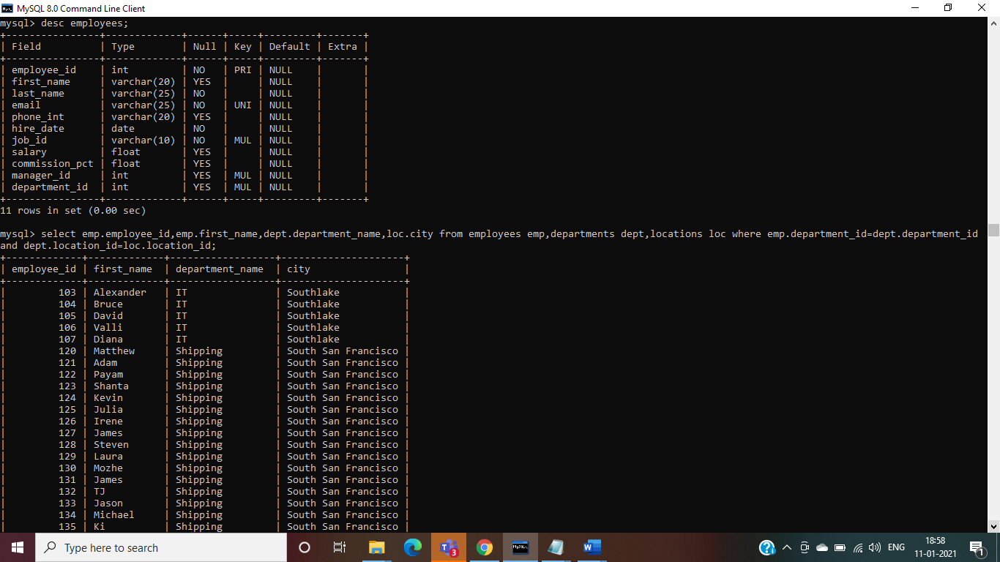 MySQL 8.0 Command Line Client
mysql> desc employees;
+-----------------+-------------+------+-----+---------+-------+
| Field           | Type        | Null | Key | Default | Extra |
+-----------------+-------------+------+-----+---------+-------+
| employee_id    | int         | NO   | PRI | NULL    |       |
| first_name     | varchar(20) | YES  |     | NULL    |       |
| last_name      | varchar(25) | NO   |     | NULL    |       |
| email          | varchar(25) | NO   | UNI | NULL    |       |
| phone_int      | varchar(20) | YES  |     | NULL    |       |
| hire_date      | date        | NO   |     | NULL    |       |
| job_id         | varchar(10) | NO   | MUL | NULL    |       |
| salary         | float       | YES  |     | NULL    |       |
| commission_pct | float       | YES  |     | NULL    |       |
| manager_id     | int         | YES  | MUL | NULL    |       |
| department_id  | int         | YES  | MUL | NULL    |       |
+----------------+-------------+------+-----+---------+-------+
11 rows in set (0.00 sec)
mysql> select emp.employee_id,emp.first_name,dept.department_name,loc.city from employees emp,departments dept,locations loc where emp.department_id=dept.department_id
and dept.location_id=loc.location_id;
+-------------+-------------+------------------+---------------------+
| employee_id | first_name  | department_name  | city                |
+-------------+-------------+------------------+---------------------+
|         103 | Alexander   | IT               | Southlake           |
|         104 | Bruce       | IT               | Southlake           |
|         105 | David       | IT               | Southlake           |
|         106 | Valli       | IT               | Southlake           |
|         107 | Diana       | IT               | Southlake           |
|         120 | Matthew     | Shipping         | South San Francisco |
|         121 | Adam        | Shipping         | South San Francisco |
|         122 | Payam       | Shipping         | South San Francisco |
|         123 | Shanta      | Shipping         | South San Francisco |
|         124 | Kevin       | Shipping         | South San Francisco |
|         125 | Julia       | Shipping         | South San Francisco |
|         126 | Irene       | Shipping         | South San Francisco |
|         127 | James       | Shipping         | South San Francisco |
|         128 | Steven      | Shipping         | South San Francisco |
|         129 | Laura       | Shipping         | South San Francisco |
|         130 | Mozhe       | Shipping         | South San Francisco |
|         131 | James       | Shipping         | South San Francisco |
|         132 | TJ          | Shipping         | South San Francisco |
|         133 | Jason       | Shipping         | South San Francisco |
|         134 | Michael     | Shipping         | South San Francisco |
|         135 | Ki          | Shipping         | South San Francisco |
Type here to search
3
ENG
18:58
11-01-2021
1